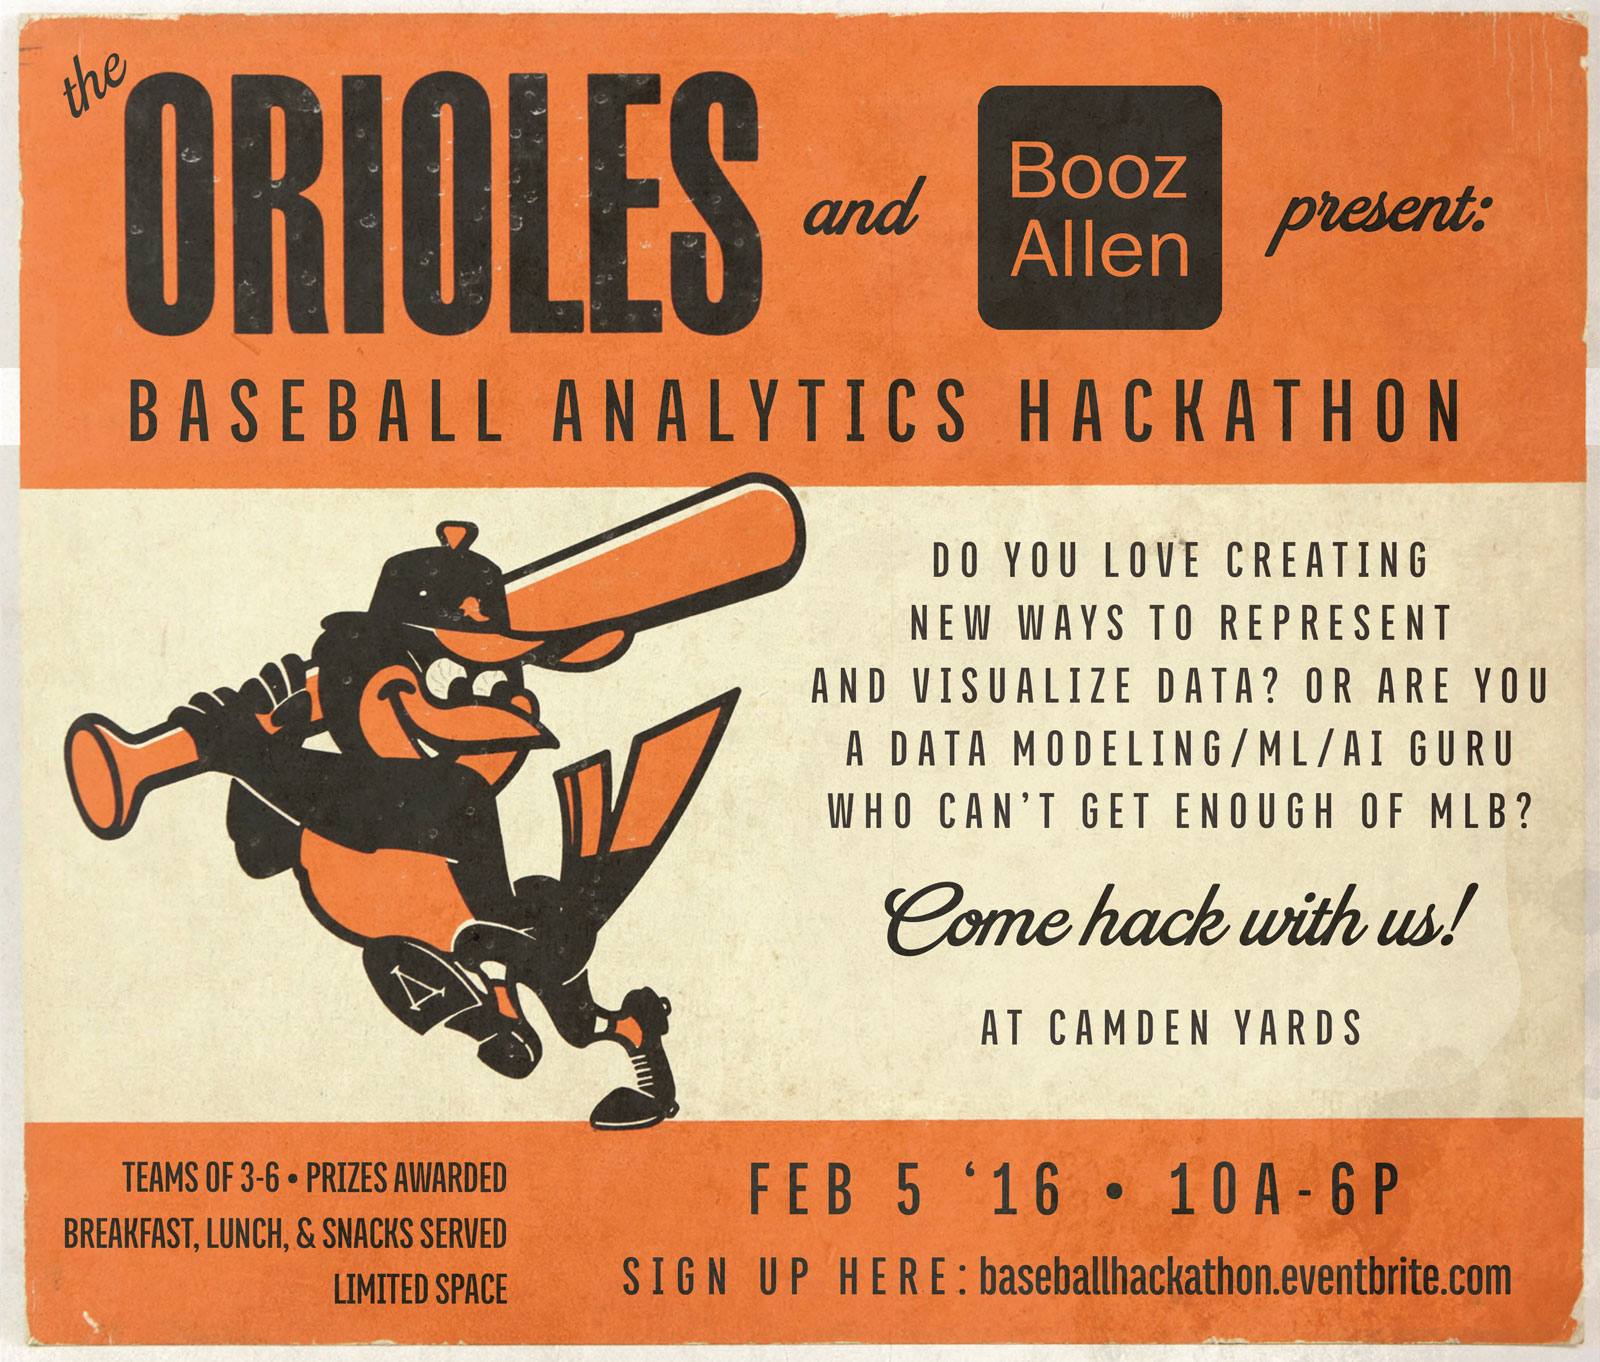 the ORIOLES and Booz Allen present:
BASEBALL ANALYTICS HACKATHON
DO YOU LOVE CREATING
NEW WAYS TO REPRESENT
AND VISUALIZE DATA? OR ARE YOU
A DATA MODELING/ML/AI GURU
WHO CAN'T GET ENOUGH OF MLB?
Come hack with us!
AT CAMDEN YARDS
TEAMS OF 3-6 • PRIZES AWARDED
BREAKFAST, LUNCH, & SNACKS SERVED
LIMITED SPACE
FEB 5 ‘16 • 10A-6P
SIGN UP HERE: baseballhackathon.eventbrite.com